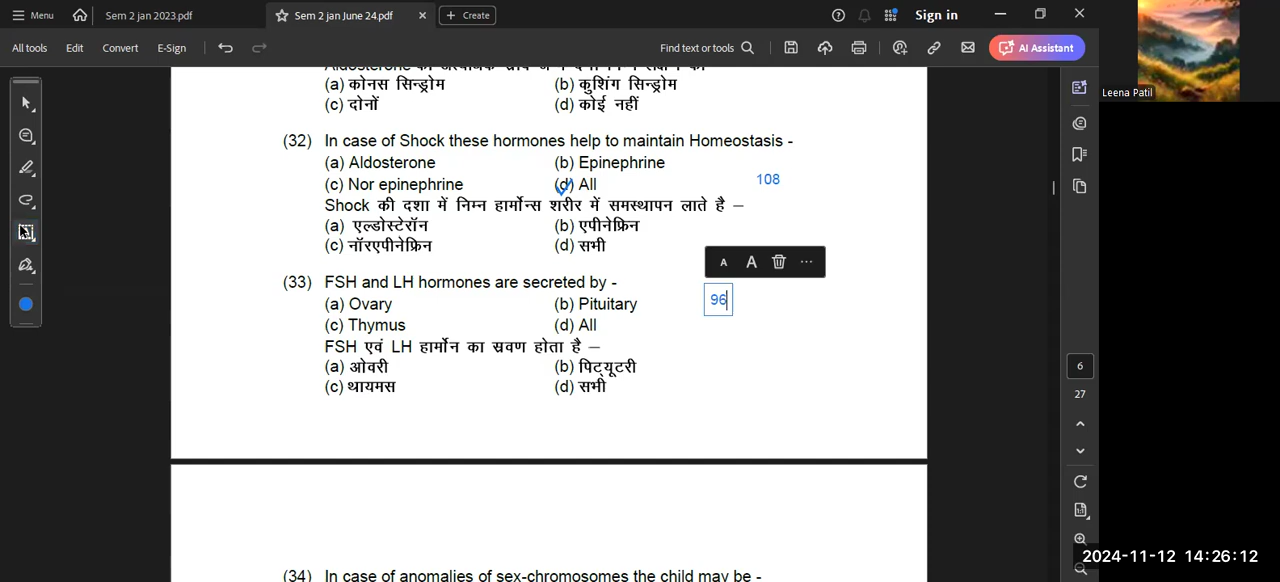 Menu
Sem 2 jan 2023.pdf
Sem 2 jan June 24.pdf
Create
Sign in
All tools
Edit
Convert
E-Sign
Find text or tools
AI Assistant
Leena Patil
(a) कोनस सिन्ड्रोम (b) कुशिंग सिन्ड्रोम
(c) दोनों (d) कोई नहीं
(32) In case of Shock these hormones help to maintain Homeostasis -
(a) Aldosterone (b) Epinephrine
(c) Nor epinephrine (d) All 108
Shock की दशा में निम्न हार्मोन्स शरीर में समस्थापन लाते है –
(a) एल्डोस्टेरॉन (b) एपीनेफ्रिन
(c) नॉरएपीनेफ्रिन (d) सभी
A A ...
(33) FSH and LH hormones are secreted by -
(a) Ovary (b) Pituitary 96
(c) Thymus (d) All
FSH एवं LH हार्मोन का स्रवण होता है –
(a) ओवरी (b) पिट्यूटरी
(c) थायमस (d) सभी
6
27
(34) In case of anomalies of sex-chromosomes the child may be -
2024-11-12 14:26:12